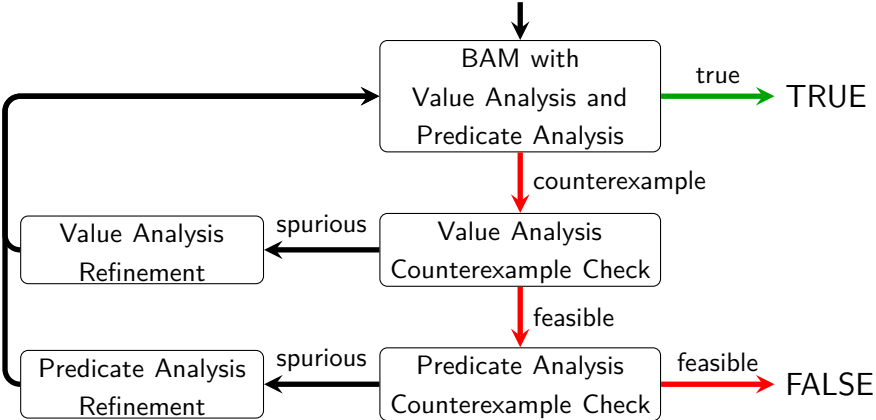 BAM with
Value Analysis and
Predicate Analysis
true
TRUE
counterexample
Value Analysis
Refinement
spurious
Value Analysis
Counterexample Check
feasible
Predicate Analysis
Refinement
spurious
Predicate Analysis
Counterexample Check
feasible
FALSE